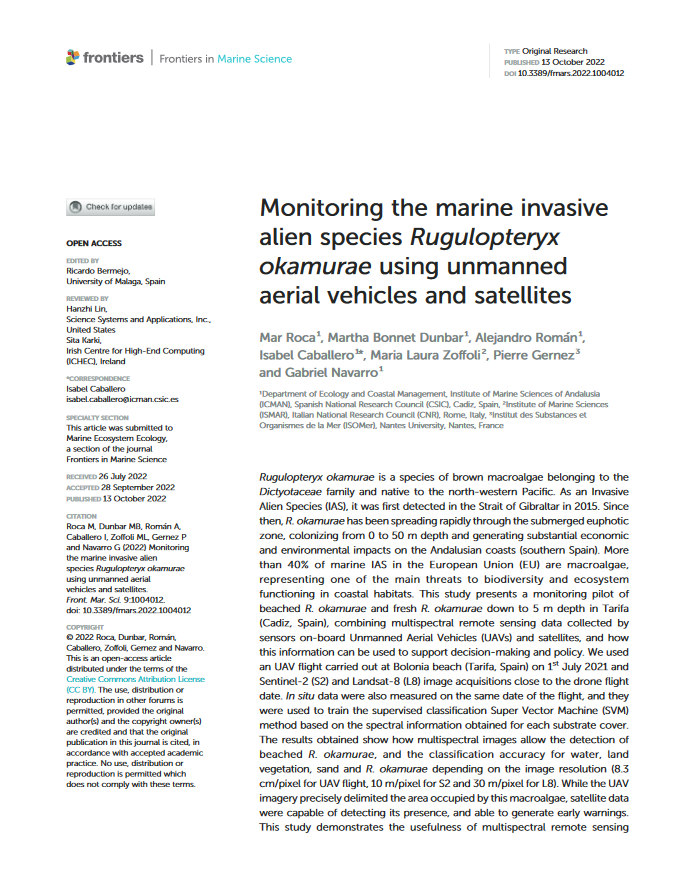 frontiers | Frontiers in Marine Science
TYPE Original Research
PUBLISHED 13 October 2022
DOI 10.3389/fmars.2022.1004012
Check for updates
OPEN ACCESS
EDITED BY
Ricardo Bermejo,
University of Malaga, Spain
REVIEWED BY
Hanzhi Lin,
Science Systems and Applications, Inc.,
United States
Sita Karki,
Irish Centre for High-End Computing
(ICHEC), Ireland
*CORRESPONDENCE
Isabel Caballero
isabel.caballero@icman.csic.es
SPECIALTY SECTION
This article was submitted to
Marine Ecosystem Ecology,
a section of the journal
Frontiers in Marine Science
RECEIVED 26 July 2022
ACCEPTED 28 September 2022
PUBLISHED 13 October 2022
CITATION
Roca M, Dunbar MB, Román A,
Caballero I, Zoffoli ML, Gernez P
and Navarro G (2022) Monitoring
the marine invasive alien
species Rugulopteryx okamurae
using unmanned aerial
vehicles and satellites.
Front. Mar. Sci. 9:1004012.
doi: 10.3389/fmars.2022.1004012
COPYRIGHT
© 2022 Roca, Dunbar, Román,
Caballero, Zoffoli, Gernez and Navarro.
This is an open-access article
distributed under the terms of the
Creative Commons Attribution License
(CC BY). The use, distribution or
reproduction in other forums is
permitted, provided the original
author(s) and the copyright owner(s)
are credited and that the original
publication in this journal is cited, in
accordance with accepted academic
practice. No use, distribution or
reproduction is permitted which
does not comply with these terms.
Monitoring the marine invasive
alien species Rugulopteryx
okamurae using unmanned
aerial vehicles and satellites
Mar Roca¹, Martha Bonnet Dunbar¹, Alejandro Román¹,
Isabel Caballero¹*, Maria Laura Zoffoli², Pierre Gernez³
and Gabriel Navarro¹
¹Department of Ecology and Coastal Management, Institute of Marine Sciences of Andalusia
(ICMAN), Spanish National Research Council (CSIC), Cadiz, Spain, ²Institute of Marine Sciences
(ISMAR), Italian National Research Council (CNR), Rome, Italy, ³Institut des Substances et
Organismes de la Mer (ISOMer), Nantes University, Nantes, France
Rugulopteryx okamurae is a species of brown macroalgae belonging to the
Dictyotaceae family and native to the north-western Pacific. As an Invasive
Alien Species (IAS), it was first detected in the Strait of Gibraltar in 2015. Since
then, R. okamurae has been spreading rapidly through the submerged euphotic
zone, colonizing from 0 to 50 m depth and generating substantial economic
and environmental impacts on the Andalusian coasts (southern Spain). More
than 40% of marine IAS in the European Union (EU) are macroalgae,
representing one of the main threats to biodiversity and ecosystem
functioning in coastal habitats. This study presents a monitoring pilot of
beached R. okamurae and fresh R. okamurae down to 5 m depth in Tarifa
(Cadiz, Spain), combining multispectral remote sensing data collected by
sensors on-board Unmanned Aerial Vehicles (UAVs) and satellites, and how
this information can be used to support decision-making and policy. We used
an UAV flight carried out at Bolonia beach (Tarifa, Spain) on 1st July 2021 and
Sentinel-2 (S2) and Landsat-8 (L8) image acquisitions close to the drone flight
date. In situ data were also measured on the same date of the flight, and they
were used to train the supervised classification Super Vector Machine (SVM)
method based on the spectral information obtained for each substrate cover.
The results obtained show how multispectral images allow the detection of
beached R. okamurae, and the classification accuracy for water, land
vegetation, sand and R. okamurae depending on the image resolution (8.3
cm/pixel for UAV flight, 10 m/pixel for S2 and 30 m/pixel for L8). While the UAV
imagery precisely delimited the area occupied by this macroalgae, satellite data
were capable of detecting its presence, and able to generate early warnings.
This study demonstrates the usefulness of multispectral remote sensing